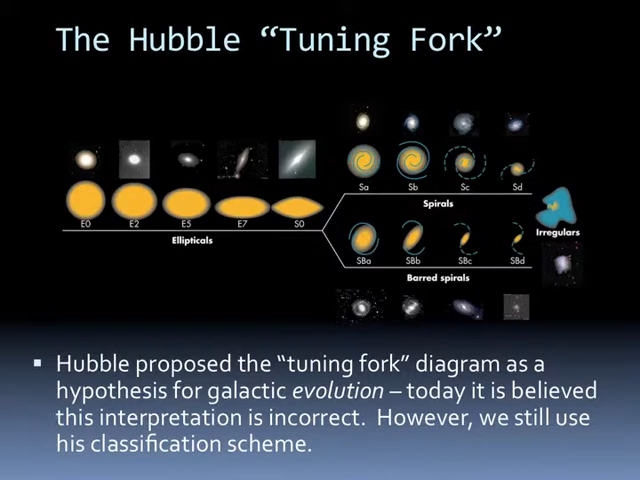 The Hubble “Tuning Fork”
Sa Sb Sc Sd
Spirals
E0 E2 E5 E7 S0
Ellipticals
Irregulars
SBa SBb SBc SBd
Barred spirals
Hubble proposed the “tuning fork” diagram as a
hypothesis for galactic evolution – today it is believed
this interpretation is incorrect. However, we still use
his classification scheme.